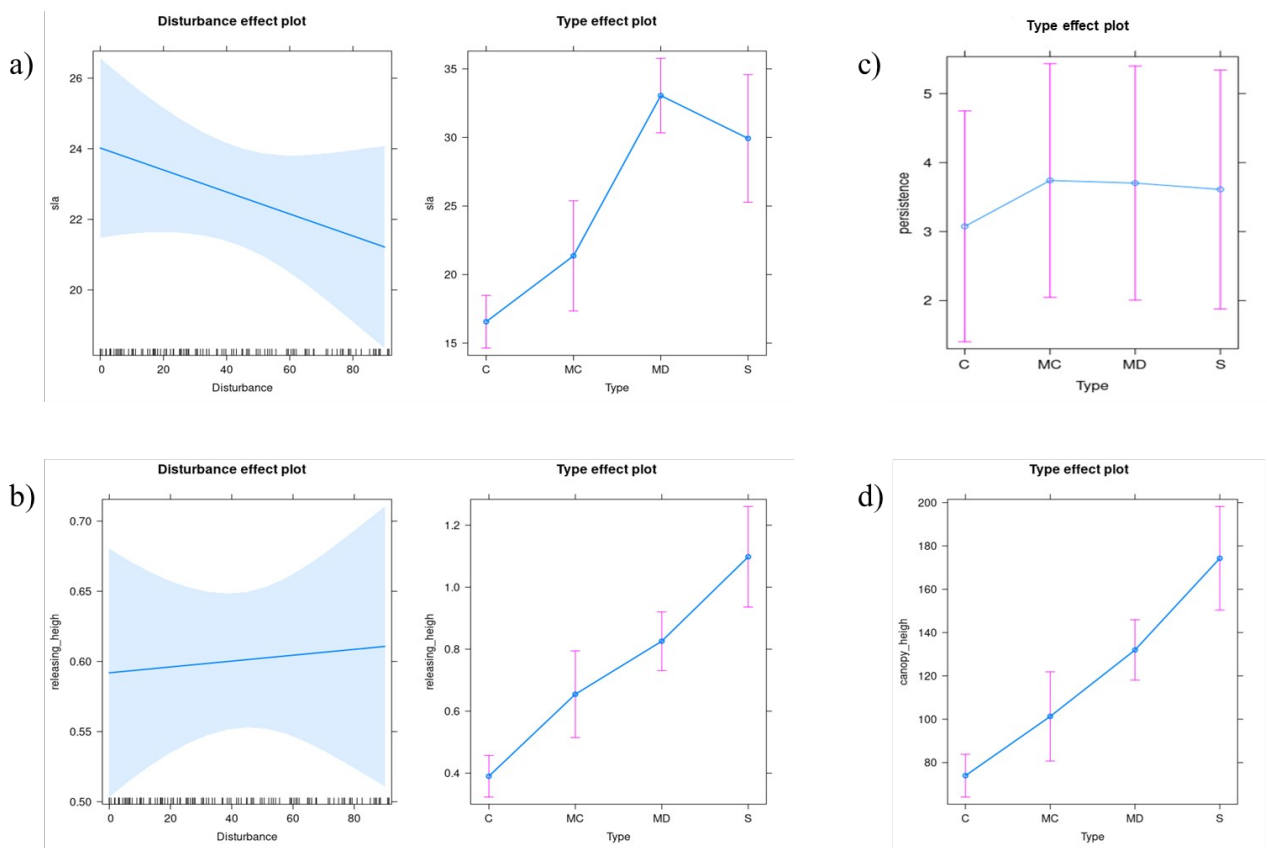 a)
Disturbance effect plot
26
24
22
20
sla
0 20 40 60 80
Disturbance
Type effect plot
35
30
25
20
15
sla
C MC MD S
Type
c)
Type effect plot
5
4
3
2
persistence
C MC MD S
Type
b)
Disturbance effect plot
0.70
0.65
0.60
0.55
0.50
releasing_heigh
0 20 40 60 80
Disturbance
Type effect plot
1.2
1.0
0.8
0.6
0.4
releasing_heigh
C MC MD S
Type
d)
Type effect plot
200
180
160
140
120
100
80
canopy_heigh
C MC MD S
Type